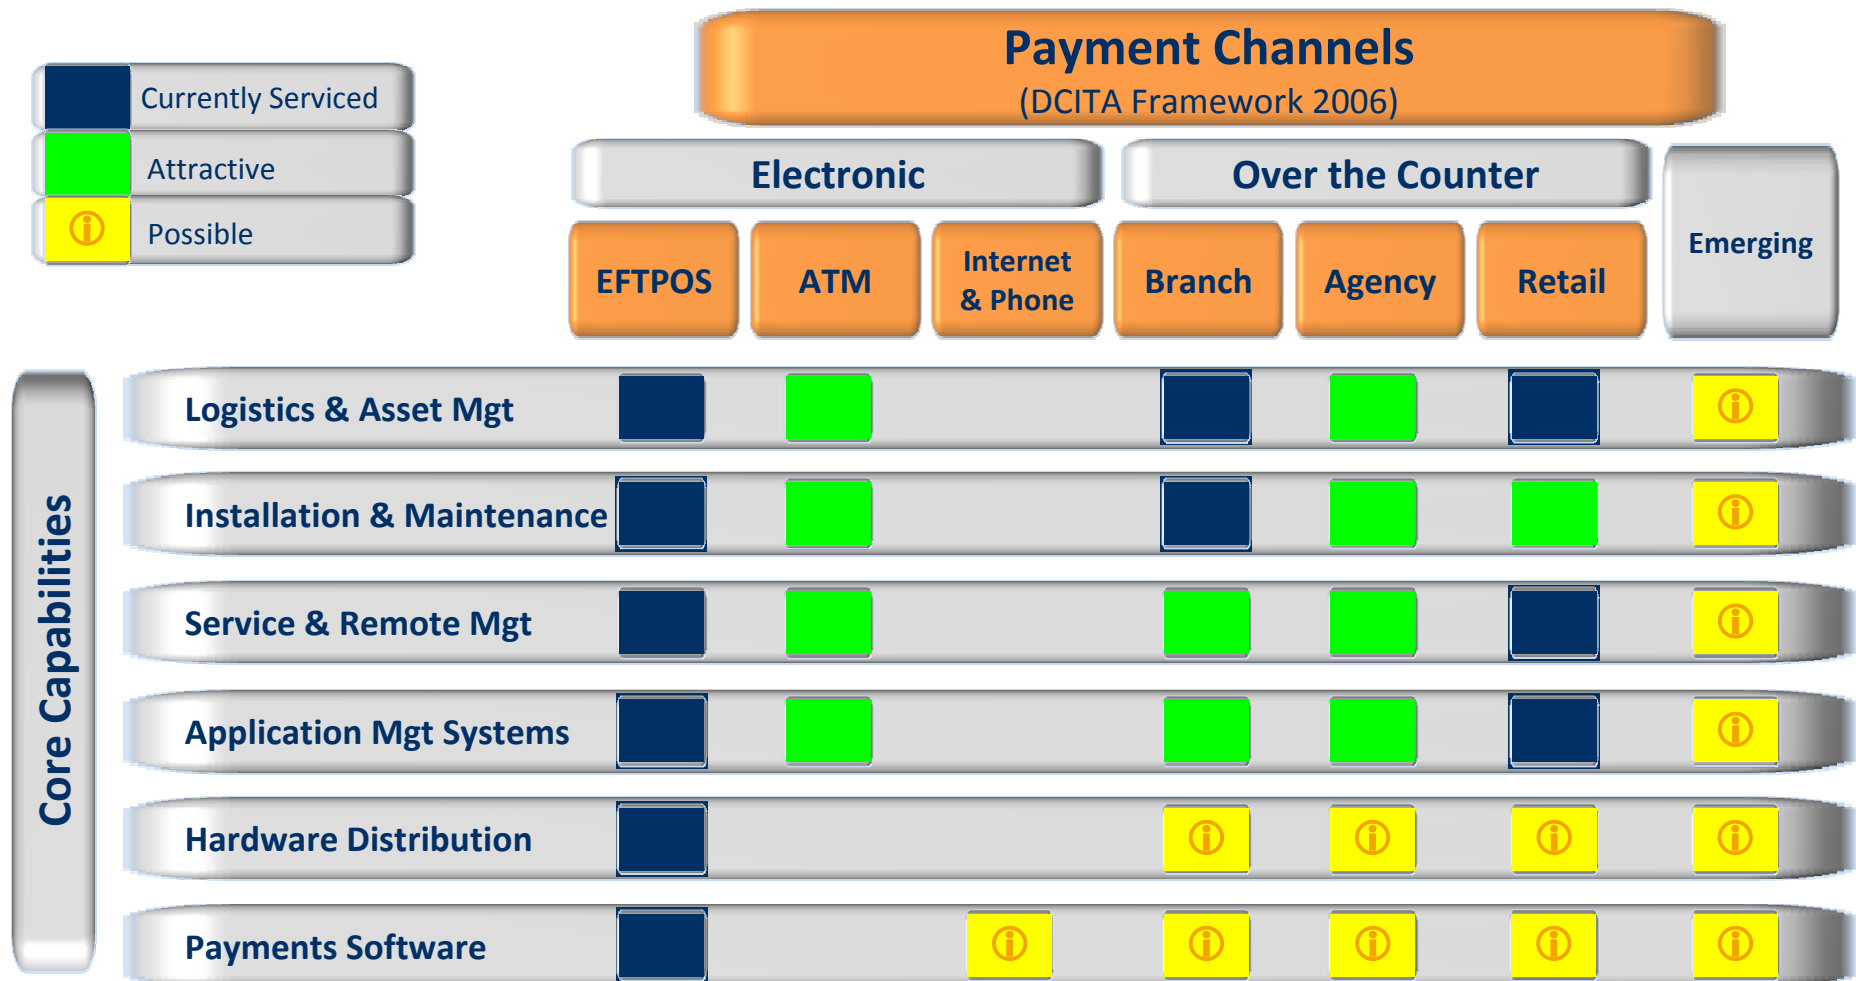 Payment Channels
(DCITA Framework 2006)
Currently Serviced
Attractive
Possible
Electronic
Over the Counter
Emerging
EFTPOS
ATM
Internet
& Phone
Branch
Agency
Retail
Core Capabilities
Logistics & Asset Mgt
Installation & Maintenance
Service & Remote Mgt
Application Mgt Systems
Hardware Distribution
Payments Software